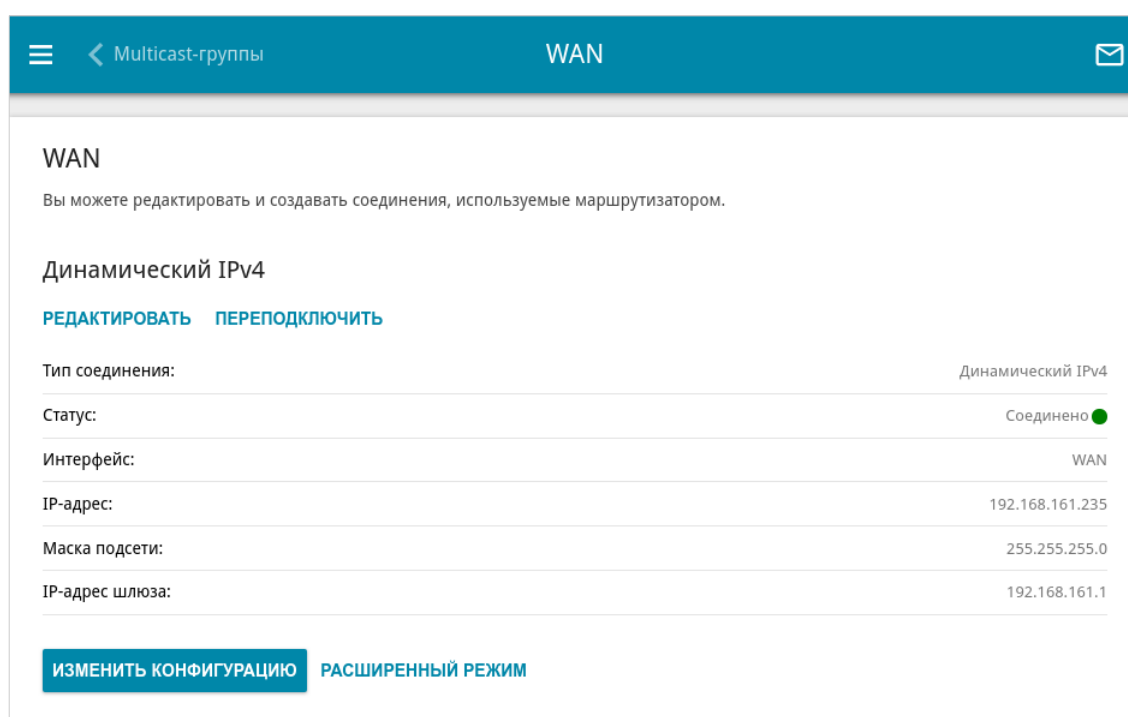 Multicast-группы WAN
WAN
Вы можете редактировать и создавать соединения, используемые маршрутизатором.
Динамический IPv4
РЕДАКТИРОВАТЬ ПЕРЕПОДКЛЮЧИТЬ
Тип соединения: Динамический IPv4
Статус: Соединено
Интерфейс: WAN
IP-адрес: 192.168.161.235
Маска подсети: 255.255.255.0
IP-адрес шлюза: 192.168.161.1
ИЗМЕНИТЬ КОНФИГУРАЦИЮ РАСШИРЕННЫЙ РЕЖИМ